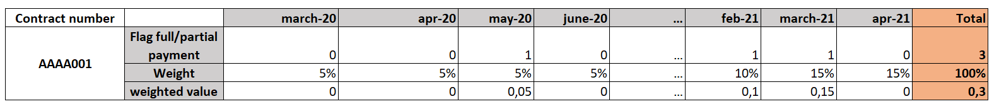 Contract number march-20 apr-20 may-20 june-20 ... feb-21 march-21 apr-21 Total
AAAA001
Flag full/partial
payment 0 0 1 0 ... 1 1 0 3
Weight 5% 5% 5% 5% ... 10% 15% 15% 100%
weighted value 0 0 0,05 0 ... 0,1 0,15 0 0,3